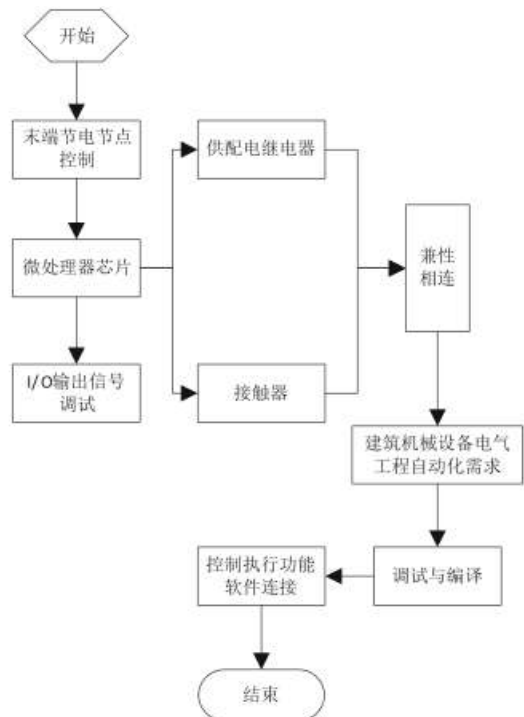 开始
末端节电节点
控制
供配电继电器
微处理器芯片
兼性
相连
I/O输出信号
调试
接触器
建筑机械设备电气
工程自动化需求
控制执行功能
软件连接
调试与编译
结束